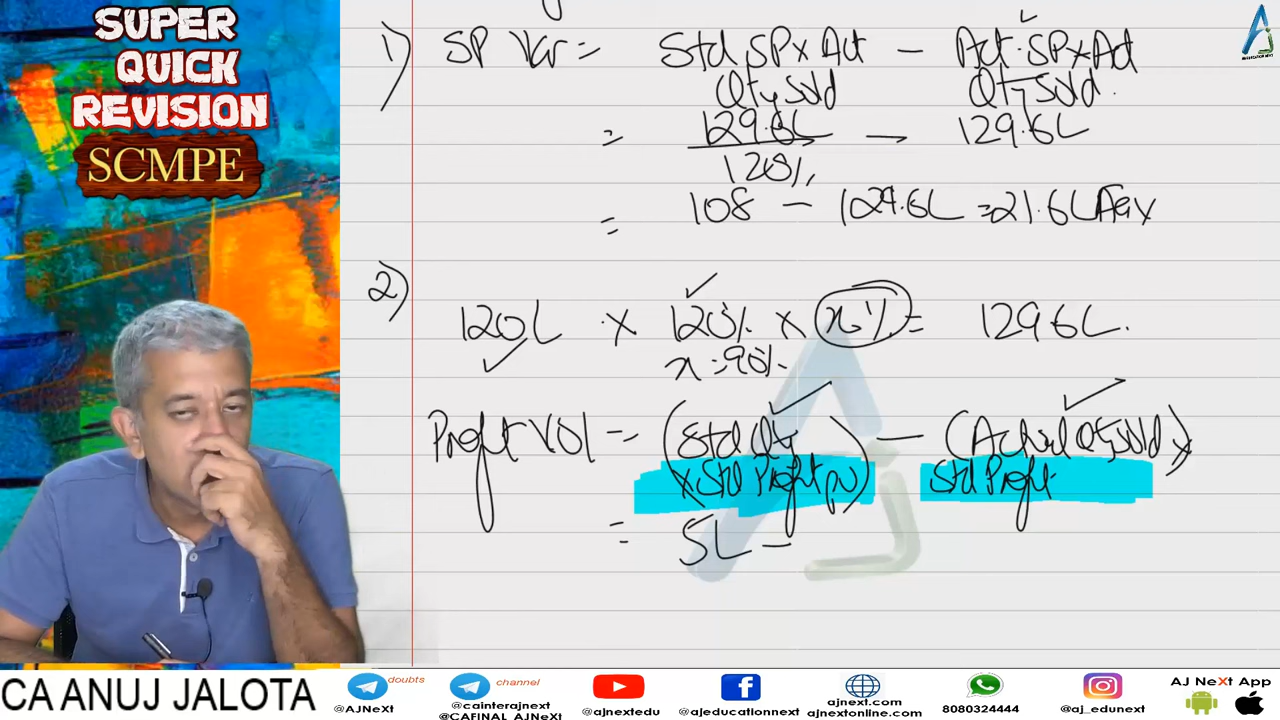 SUPER
QUICK
REVISION
SCMPE
1) SP Var = Std SP x Act Qty Sold - Act. SP x Act Qty Sold.
= 129.6L / 120% - 129.6L
= 108 - 129.6L = 21.6L Fav
2) 120L x 120% x x% = 129.6L.
x = 90%
Profit Vol = (Std Qty x Std Profit pu) - (Actual Qty Sold) x Std Profit
= 5L -
CA ANUJ JALOTA
doubts
@AJNeXt
channel
@cainterajnext
@CAFINAL_AJNeXt
@ajnextedu
@ajeducationnext
ajnext.com
ajnextonline.com
8080324444
@aj_edunext
AJ NeXt App